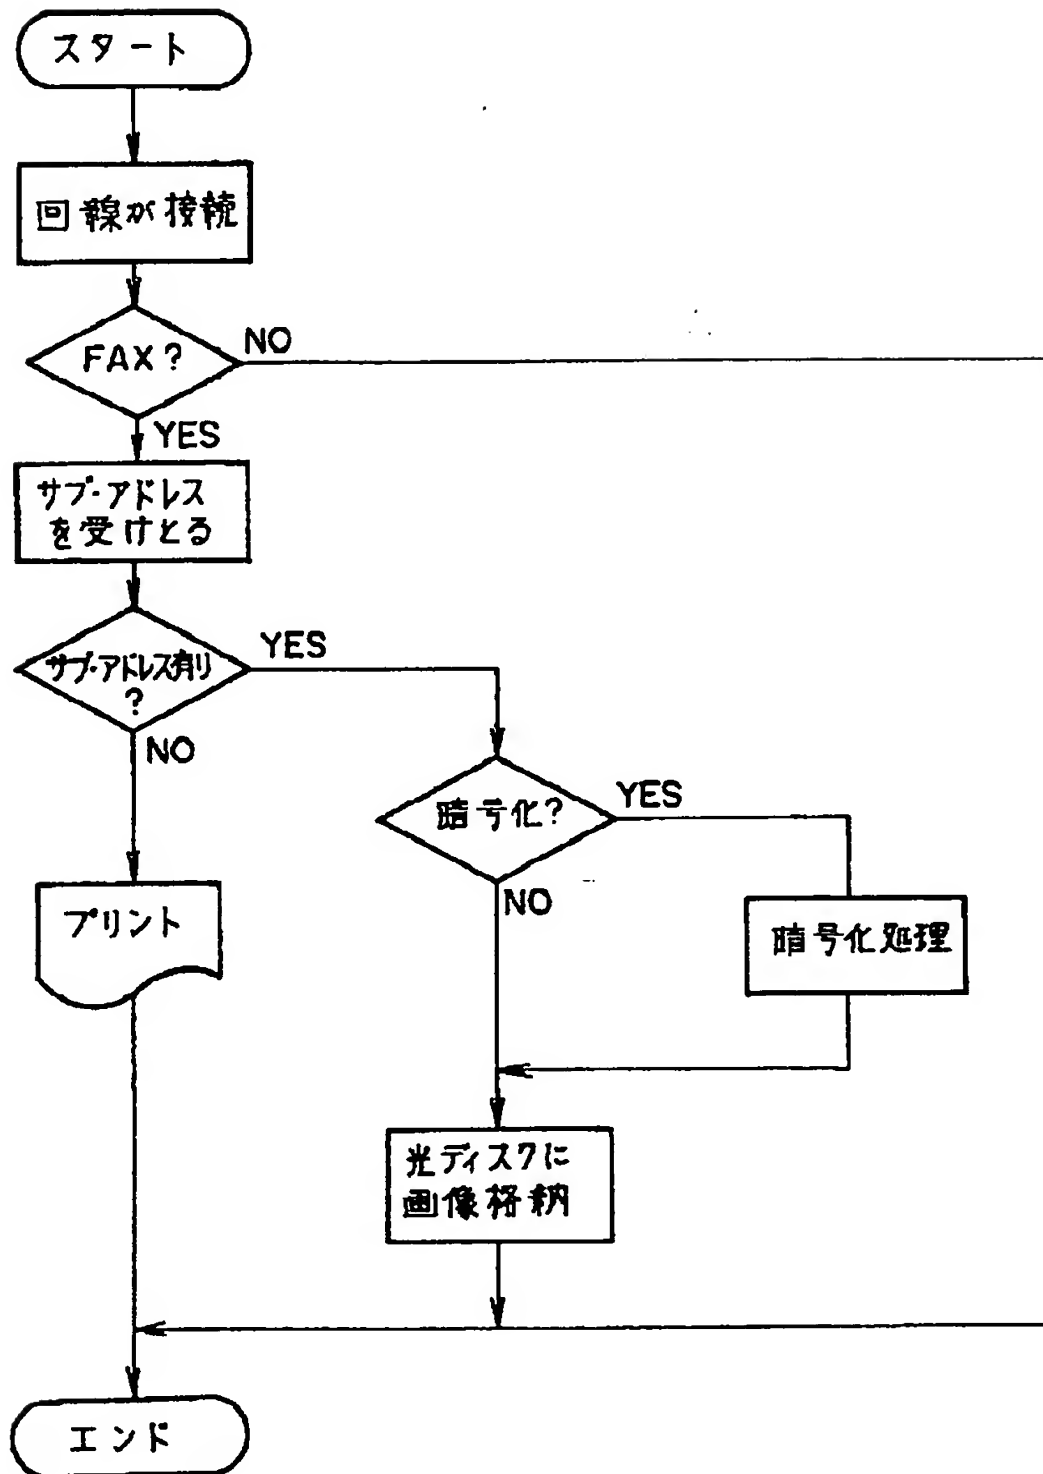 スタート
回線が接続
FAX?
NO
YES
サブ・アドレス
を受けとる
サブ・アドレス有り
?
YES
NO
暗号化?
YES
NO
プリント
暗号化処理
光ディスクに
画像格納
エンド